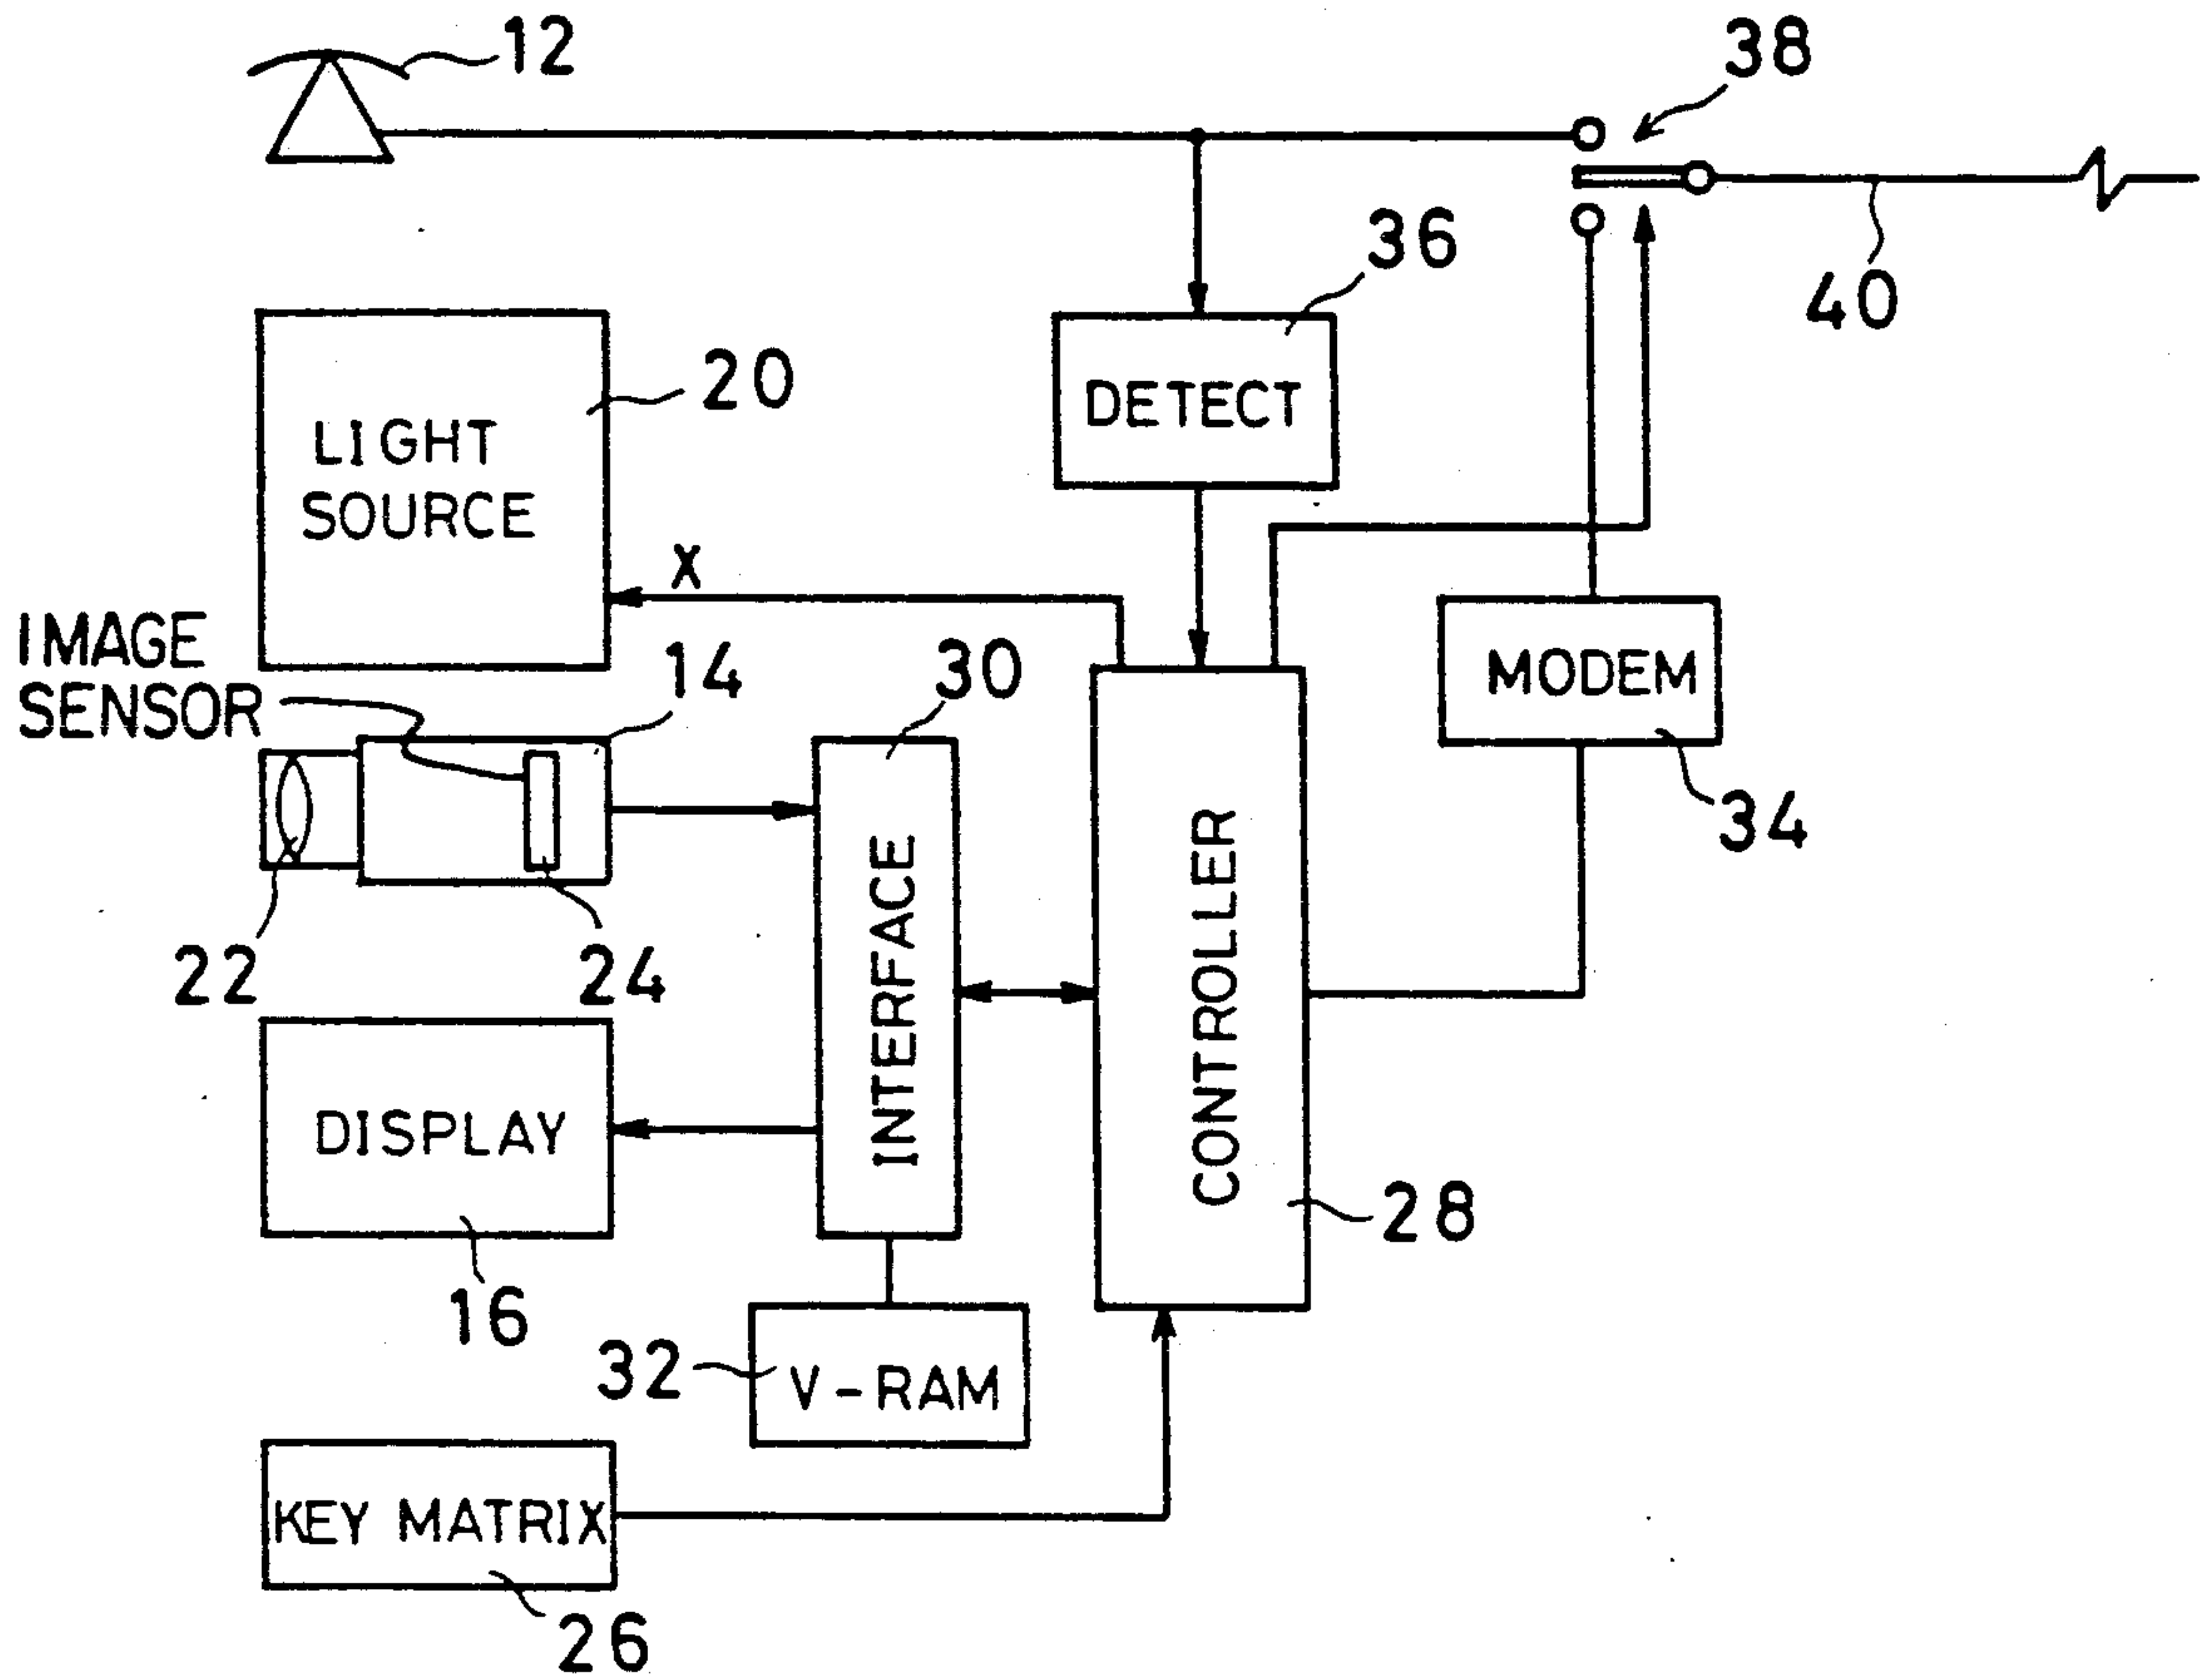 12
38
36
40
LIGHT
SOURCE
20
DETECT
X
IMAGE
SENSOR
14
30
MODEM
34
22
24
INTERFACE
CONTROLLER
DISPLAY
28
16
32
V-RAM
KEY MATRIX
26